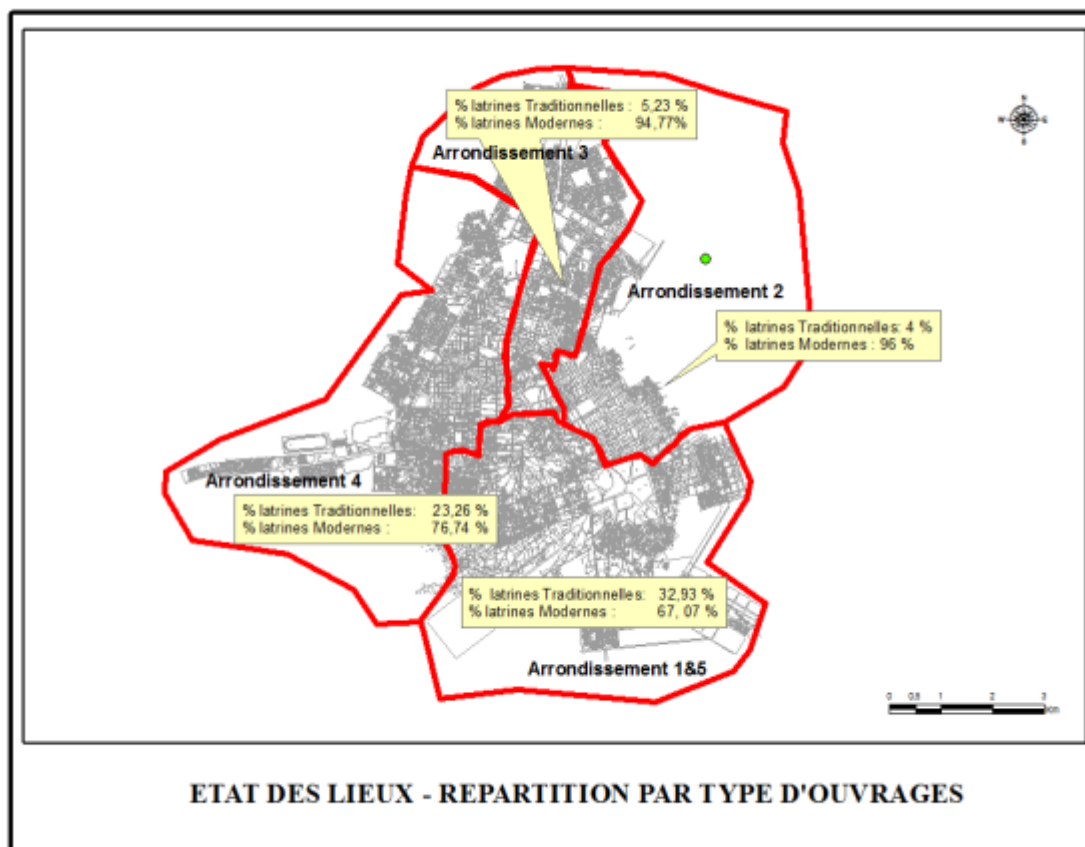 N
W E
S
% latrines Traditionnelles : 5,23 %
% latrines Modernes : 94,77%
Arrondissement 3
Arrondissement 2
% latrines Traditionnelles: 4 %
% latrines Modernes : 96 %
Arrondissement 4
% latrines Traditionnelles: 23,26 %
% latrines Modernes : 76,74 %
% latrines Traditionnelles: 32,93 %
% latrines Modernes : 67, 07 %
Arrondissement 1&5
0 0,5 1 2 3
km
ETAT DES LIEUX - REPARTITION PAR TYPE D'OUVRAGES